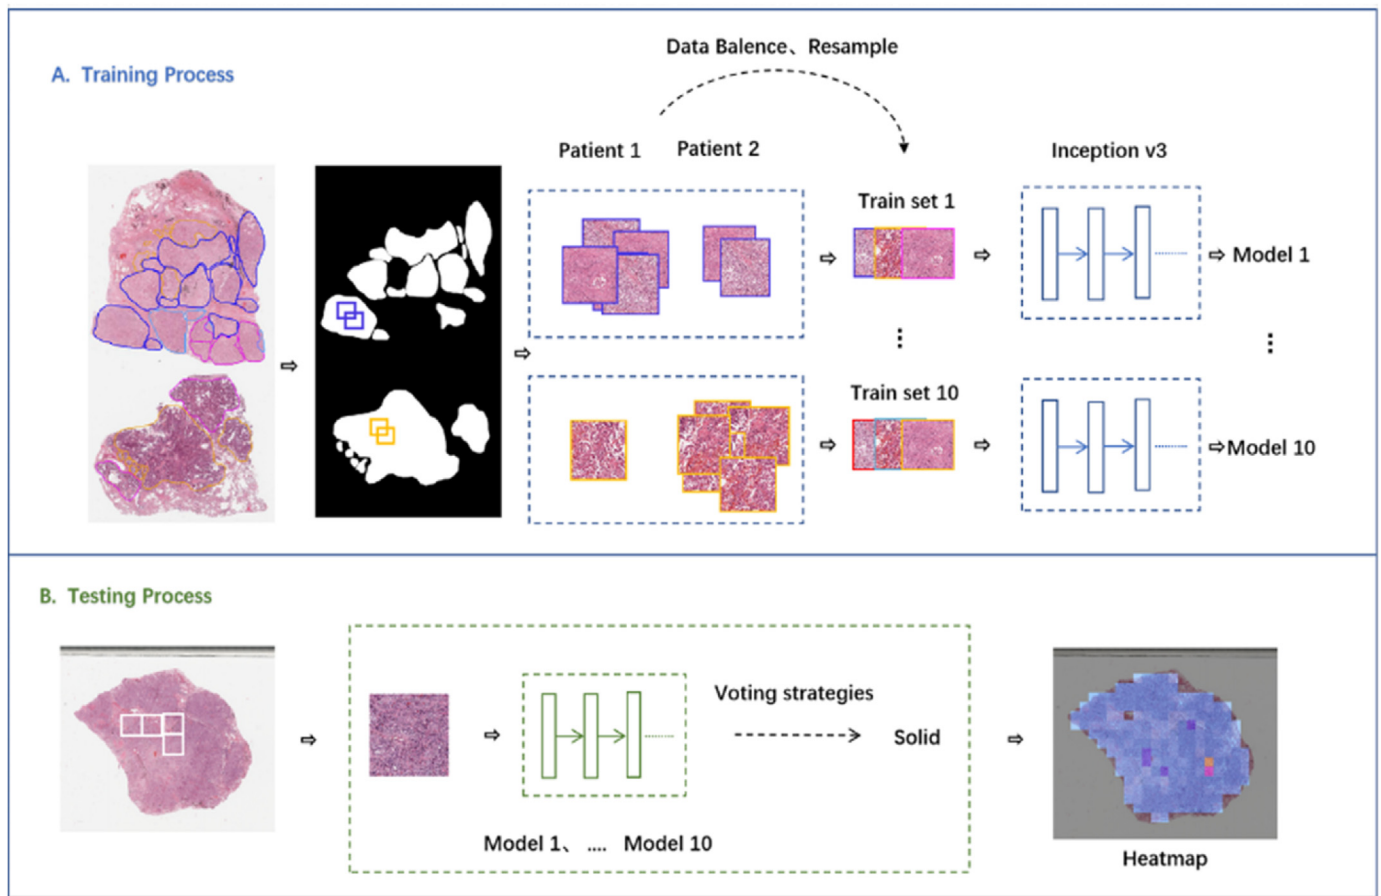 A. Training Process
Data Balence、Resample
Patient 1
Patient 2
Inception v3
Train set 1
Model 1
Train set 10
Model 10
B. Testing Process
Voting strategies
Solid
Model 1、 .... Model 10
Heatmap